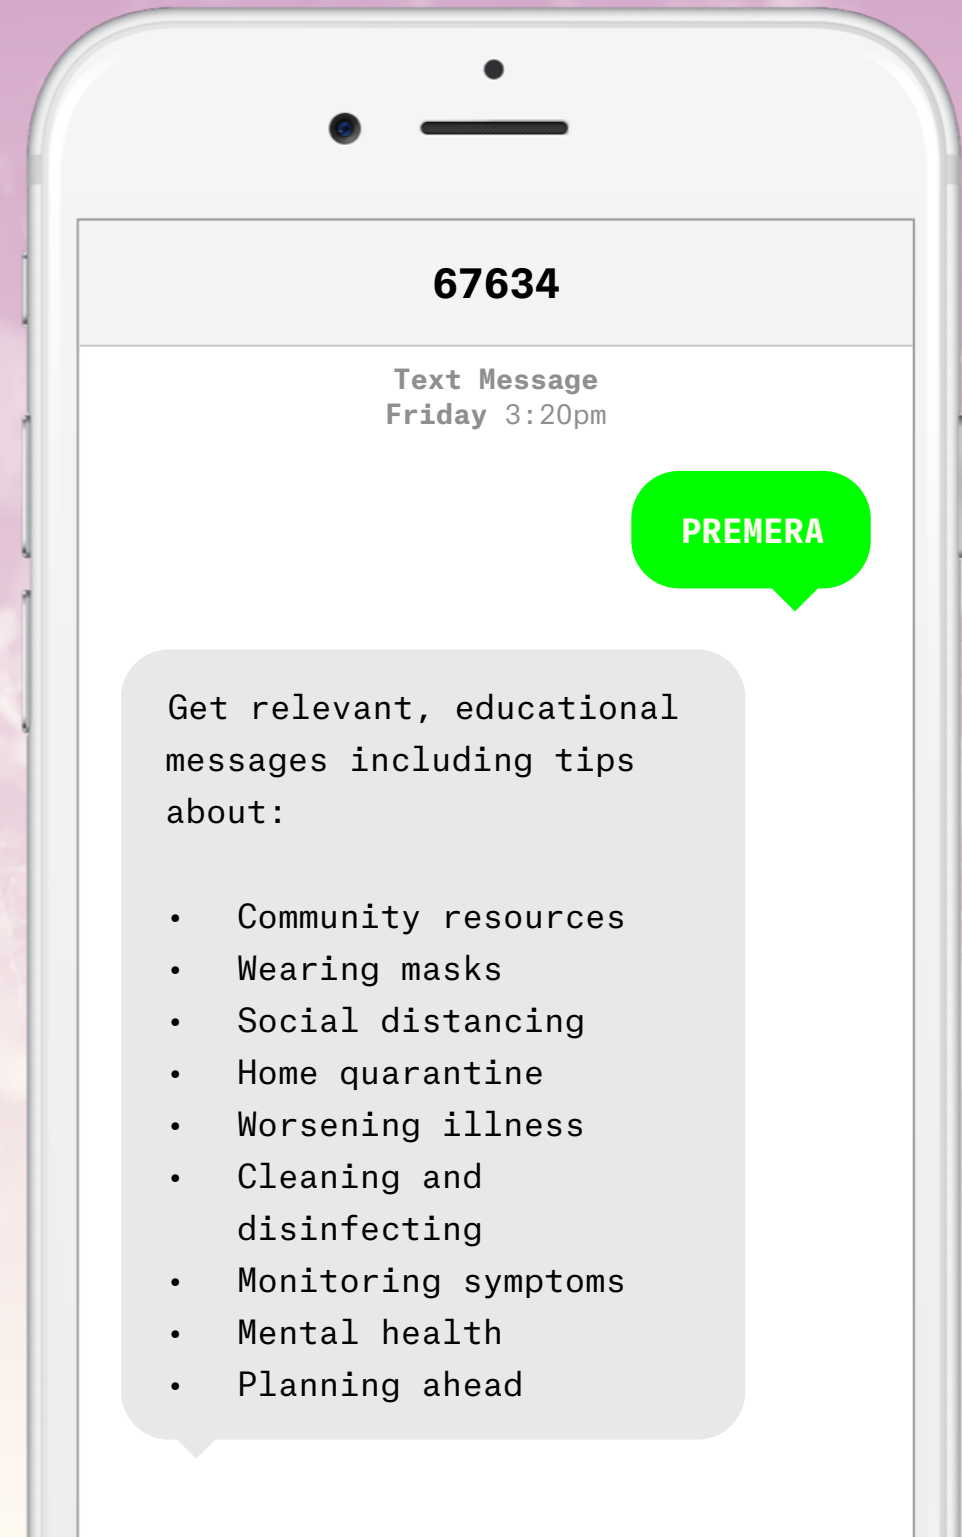 67634
Text Message
Friday 3:20pm
PREMERA
Get relevant, educational
messages including tips
about:
• Community resources
• Wearing masks
• Social distancing
• Home quarantine
• Worsening illness
• Cleaning and
disinfecting
• Monitoring symptoms
• Mental health
• Planning ahead